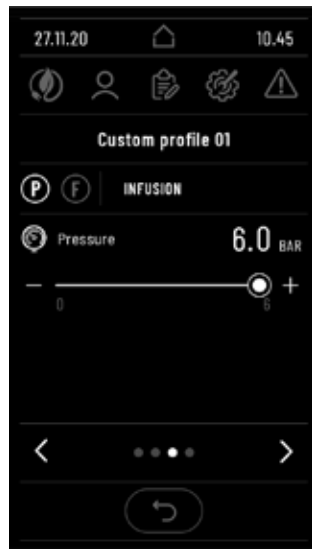 27.11.20 10.45
Custom profile 01
P F INFUSION
Pressure 6.0 BAR
− +
0 6